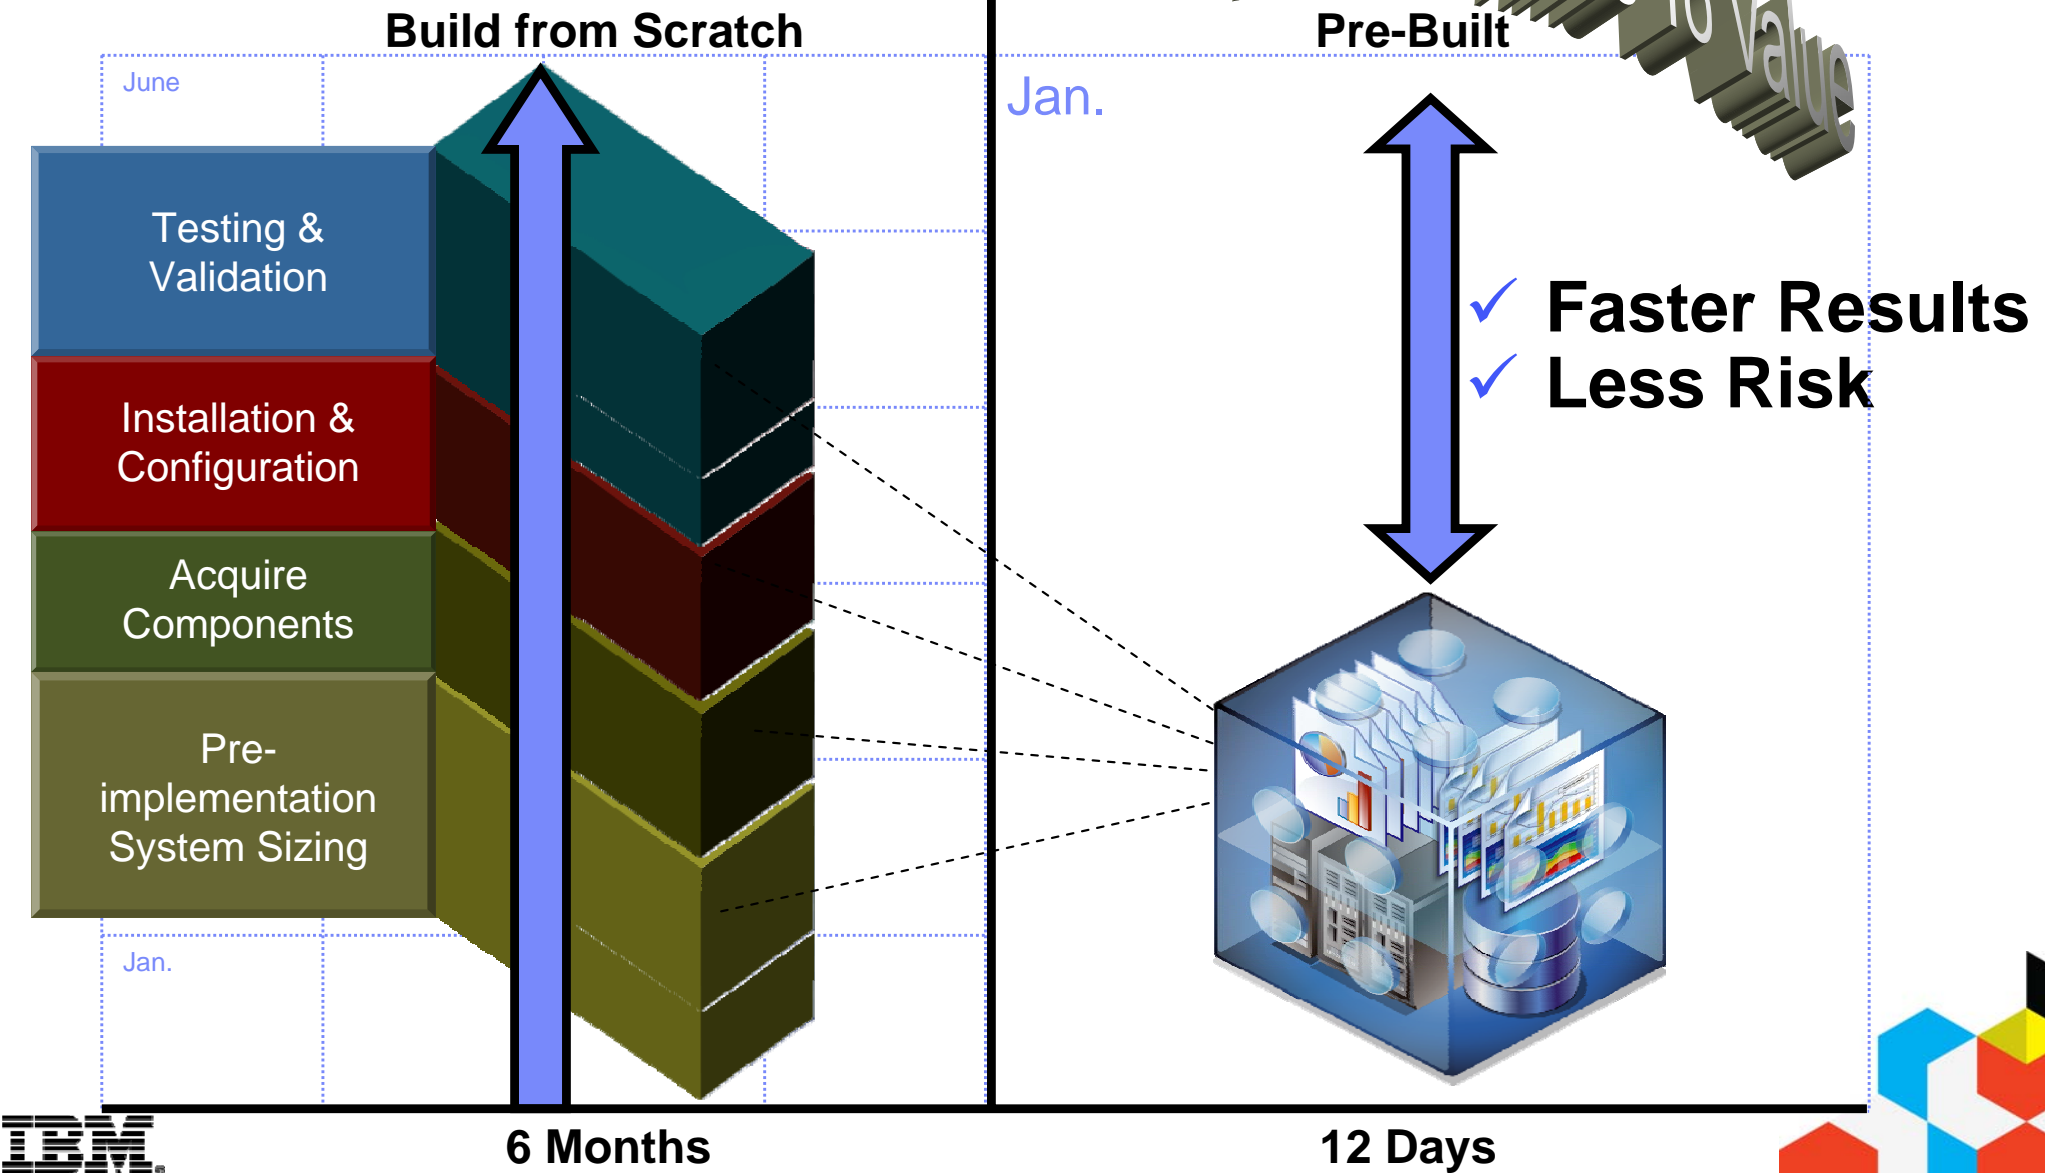 Build from Scratch
Pre-Built
To Value
June
Jan.
Testing &
Validation
Faster Results
Less Risk
Installation &
Configuration
Acquire
Components
Pre-
implementation
System Sizing
Jan.
IBM
6 Months
12 Days